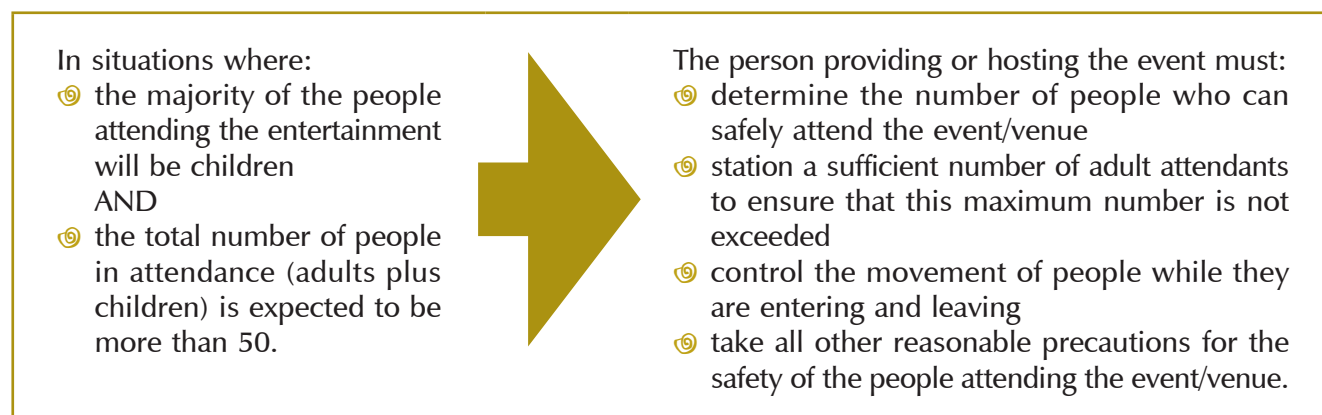 In situations where:
the majority of the people
attending the entertainment
will be children
AND
the total number of people
in attendance (adults plus
children) is expected to be
more than 50.
The person providing or hosting the event must:
determine the number of people who can
safely attend the event/venue
station a sufficient number of adult attendants
to ensure that this maximum number is not
exceeded
control the movement of people while they
are entering and leaving
take all other reasonable precautions for the
safety of the people attending the event/venue.